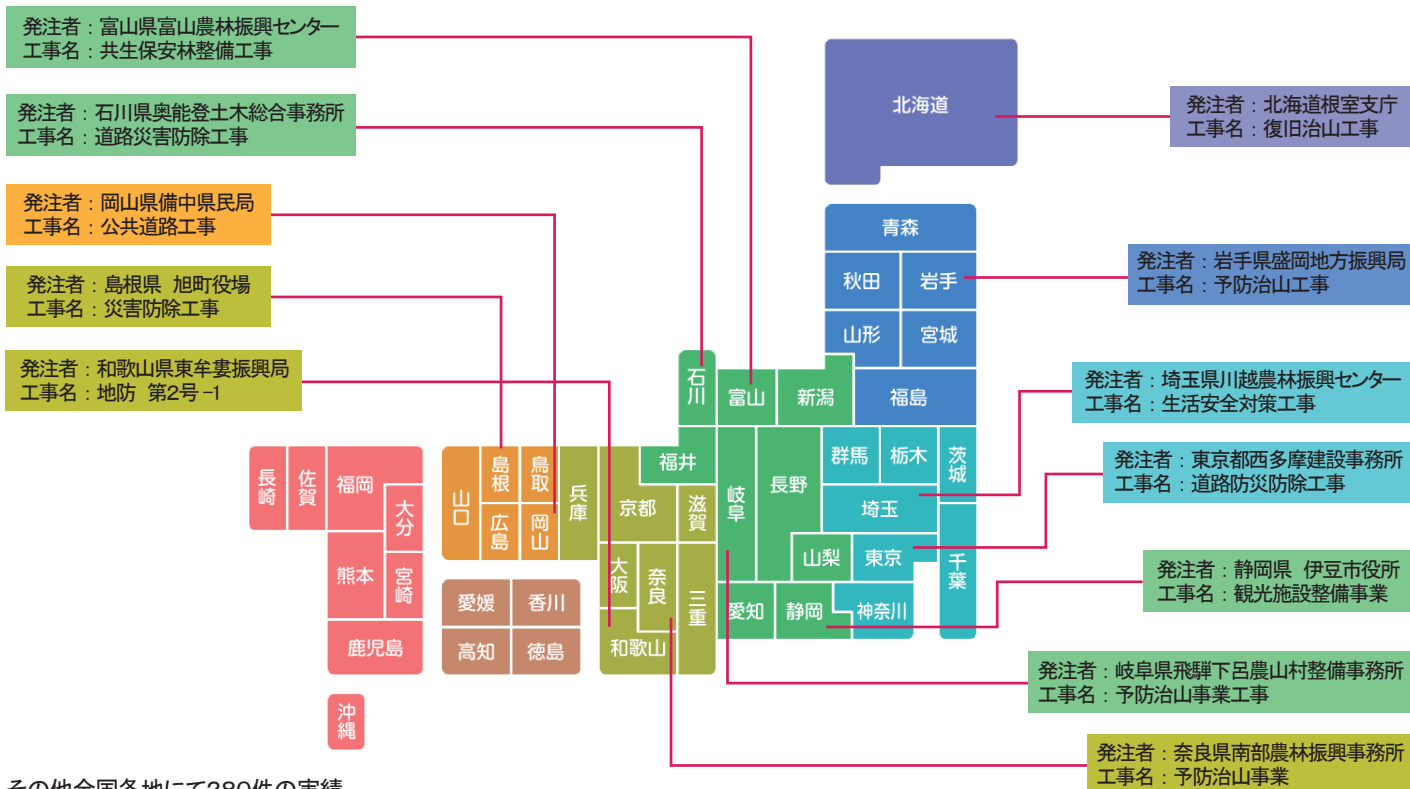 発注者：富山県富山農林振興センター
工事名：共生保安林整備工事
発注者：石川県奥能登土木総合事務所
工事名：道路災害防除工事
発注者：岡山県備中県民局
工事名：公共道路工事
発注者：島根県 旭町役場
工事名：災害防除工事
発注者：和歌山県東牟婁振興局
工事名：地防 第2号-1
北海道
発注者：北海道根室支庁
工事名：復旧治山工事
青森
秋田
岩手
発注者：岩手県盛岡地方振興局
工事名：予防治山工事
山形
宮城
石川
富山
新潟
福島
発注者：埼玉県川越農林振興センター
工事名：生活安全対策工事
長崎
佐賀
福岡
大分
熊本
宮崎
鹿児島
沖縄
山口
島根
鳥取
広島
岡山
兵庫
愛媛
香川
高知
徳島
福井
京都
滋賀
大阪
奈良
三重
和歌山
岐阜
長野
山梨
愛知
静岡
群馬
栃木
茨城
埼玉
東京
千葉
神奈川
発注者：東京都西多摩建設事務所
工事名：道路防災防除工事
発注者：静岡県 伊豆市役所
工事名：観光施設整備事業
発注者：岐阜県飛騨下呂農山村整備事務所
工事名：予防治山事業工事
発注者：奈良県南部農林振興事務所
工事名：予防治山事業
その他全国各地にて280件の実績